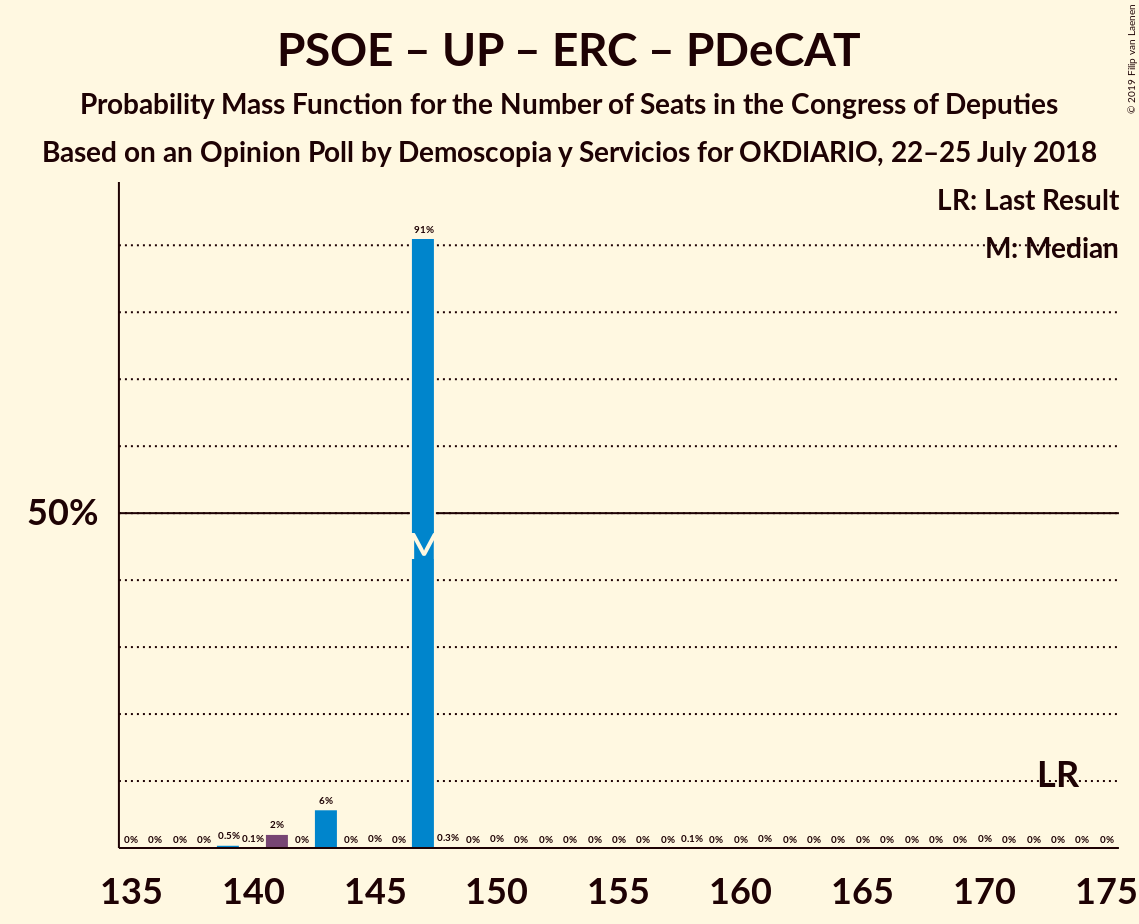 PSOE – UP – ERC – PDeCAT
Probability Mass Function for the Number of Seats in the Congress of Deputies
Based on an Opinion Poll by Demoscopia y Servicios for OKDIARIO, 22–25 July 2018
© 2019 Filip van Laenen
LR: Last Result
M: Median
50%
M
LR
0% 0% 0% 0% 0.5% 0.1% 2% 0% 6% 0% 0% 0% 91% 0.3% 0% 0% 0% 0% 0% 0% 0% 0% 0% 0.1% 0% 0% 0% 0% 0% 0% 0% 0% 0% 0% 0% 0% 0% 0% 0% 0% 0%
135 140 145 150 155 160 165 170 175